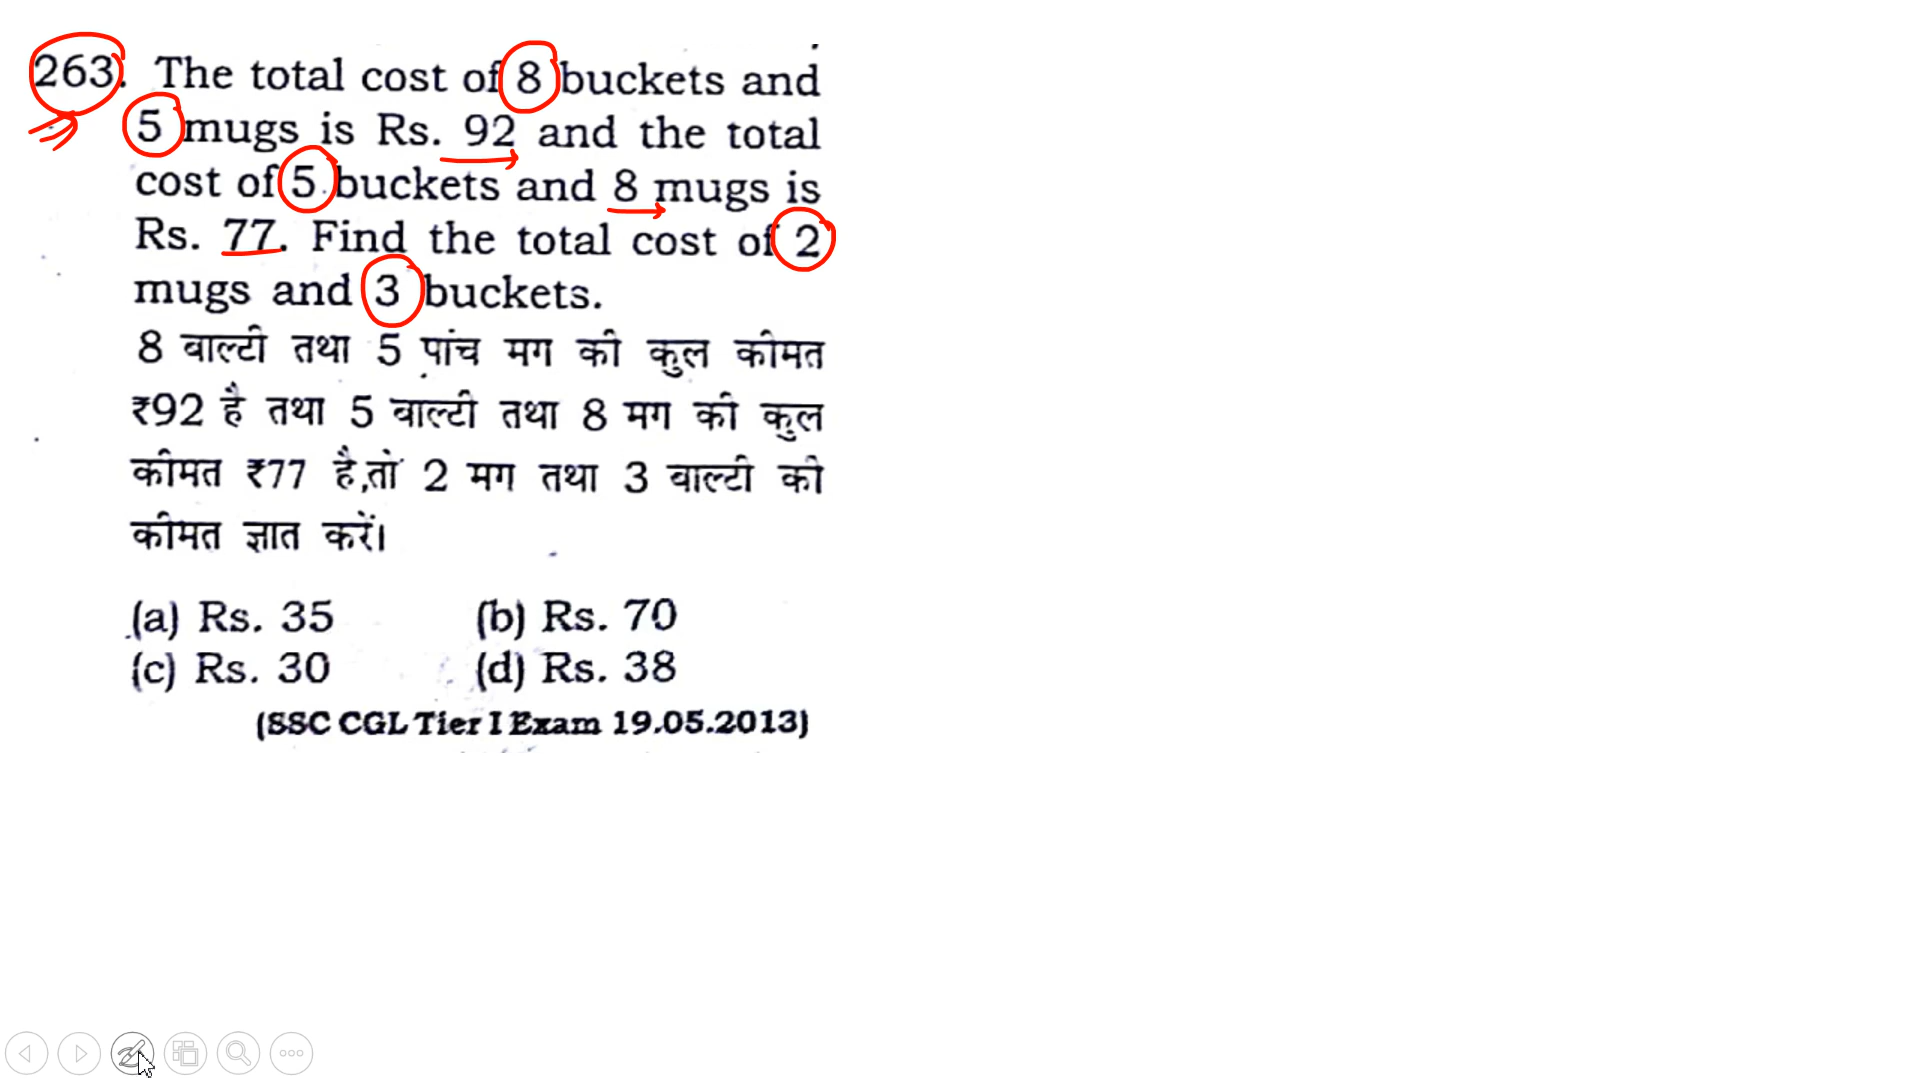 263. The total cost of 8 buckets and
5 mugs is Rs. 92 and the total
cost of 5 buckets and 8 mugs is
Rs. 77. Find the total cost of 2
mugs and 3 buckets.
8 बाल्टी तथा 5 पांच मग की कुल कीमत
₹92 है तथा 5 बाल्टी तथा 8 मग की कुल
कीमत ₹77 है,तो 2 मग तथा 3 बाल्टी की
कीमत ज्ञात करें।
(a) Rs. 35 (b) Rs. 70
(c) Rs. 30 (d) Rs. 38
(SSC CGL Tier I Exam 19.05.2013)